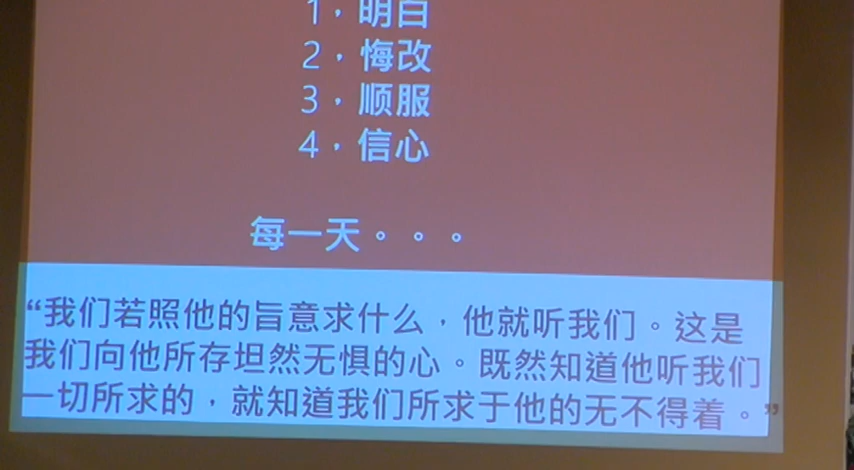 1，明白
2，悔改
3，顺服
4，信心
每一天。。。
“我们若照他的旨意求什么，他就听我们。这是
我们向他所存坦然无惧的心。既然知道他听我们
一切所求的，就知道我们所求于他的无不得着。”